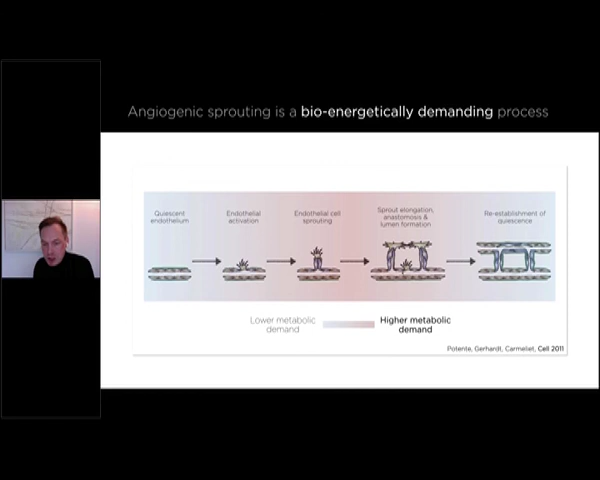 Angiogenic sprouting is a bio-energetically demanding process
Quiescent
endothelium
Endothelial
activation
Endothelial cell
sprouting
Sprout elongation,
anastomosis &
lumen formation
Re-establishment of
quiescence
Lower metabolic
demand
Higher metabolic
demand
Potente, Gerhardt, Carmeliet, Cell 2011